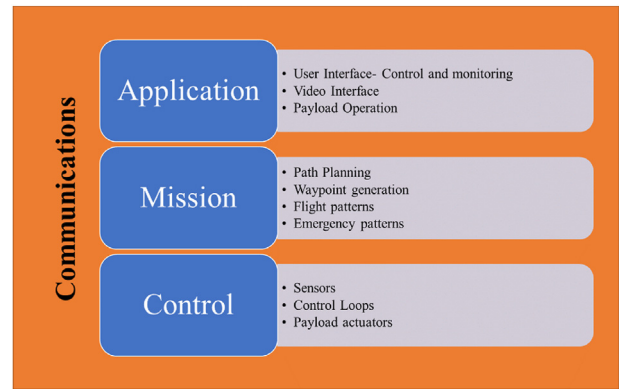 Communications
Application
• User Interface- Control and monitoring
• Video Interface
• Payload Operation
Mission
• Path Planning
• Waypoint generation
• Flight patterns
• Emergency patterns
Control
• Sensors
• Control Loops
• Payload actuators